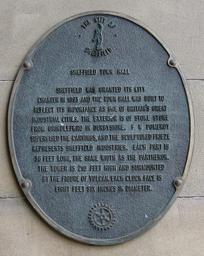 THE CITY OF
SHEFFIELD
SHEFFIELD TOWN HALL
SHEFFIELD WAS GRANTED ITS CITY
CHARTER IN 1893 AND THE TOWN HALL WAS BUILT TO
REFLECT ITS IMPORTANCE AS ONE OF BRITAIN'S GREAT
INDUSTRIAL CITIES. THE EXTERIOR IS OF STOKE STONE
FROM GRINDLEFORD IN DERBYSHIRE. F W POMEROY
SUPERVISED THE CARVINGS, AND THE SCULPTURED FRIEZE
REPRESENTS SHEFFIELD INDUSTRIES. EACH PART IS
FEET LONG, THE SAME WIDTH AS THE PARTHENON.
THE TOWER IS 210 FEET HIGH AND SURMOUNTED
BY THE FIGURE OF VULCAN. EACH CLOCK FACE IS
EIGHT FEET SIX INCHES IN DIAMETER.